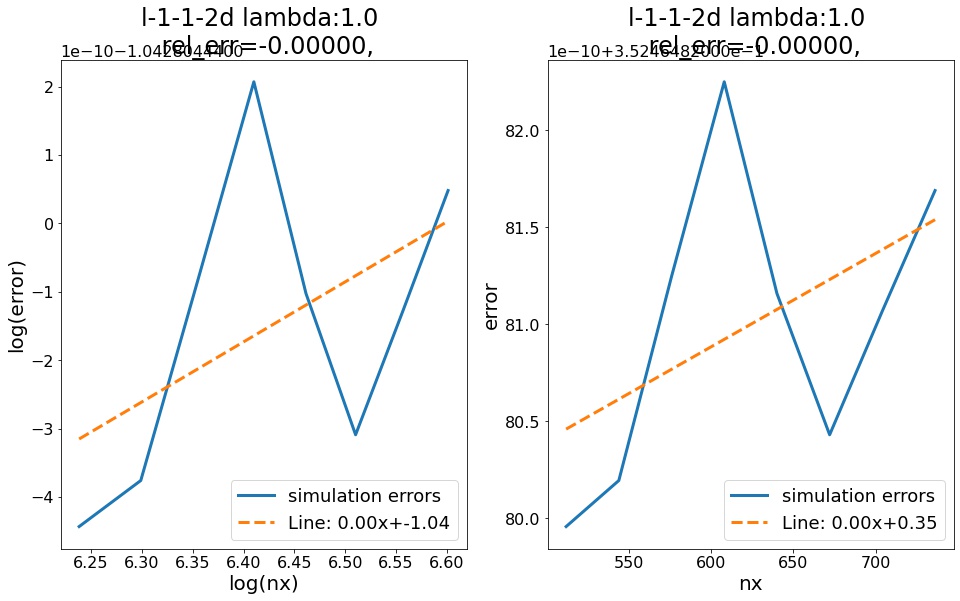 l-1-1-2d lambda:1.0
rel_err=-0.00000,
1e−10−1.0428044400
2
1
0
−1
−2
−3
−4
log(error)
simulation errors
Line: 0.00x+-1.04
6.25
6.30
6.35
6.40
6.45
6.50
6.55
6.60
log(nx)
l-1-1-2d lambda:1.0
rel_err=-0.00000,
1e−10+3.5246482000e−1
82.0
81.5
81.0
80.5
80.0
error
simulation errors
Line: 0.00x+0.35
550
600
650
700
nx